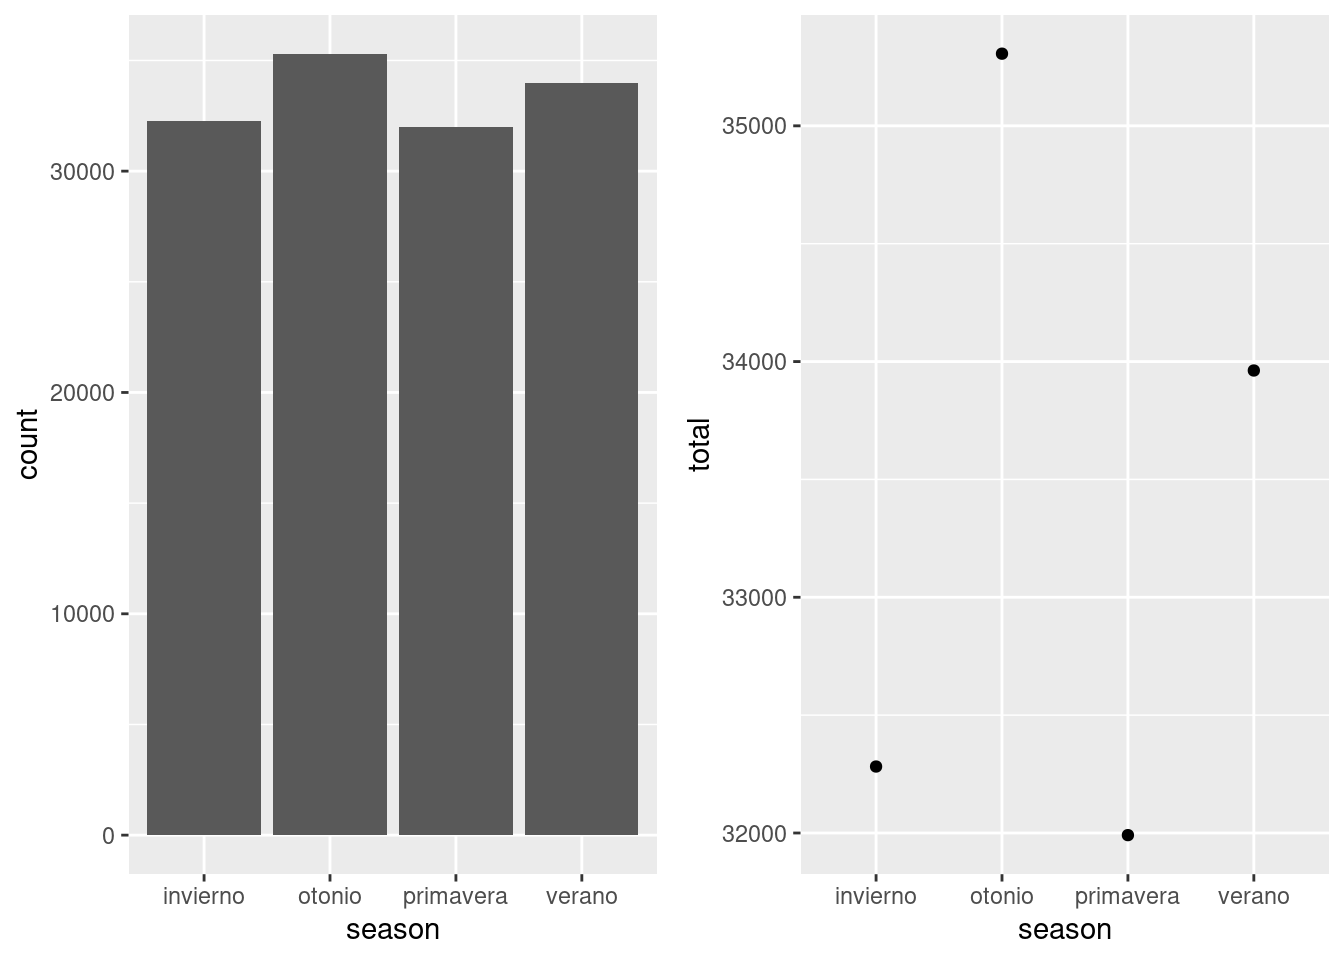 count
30000
20000
10000
0
invierno otonio primavera verano
season
total
35000
34000
33000
32000
invierno otonio primavera verano
season